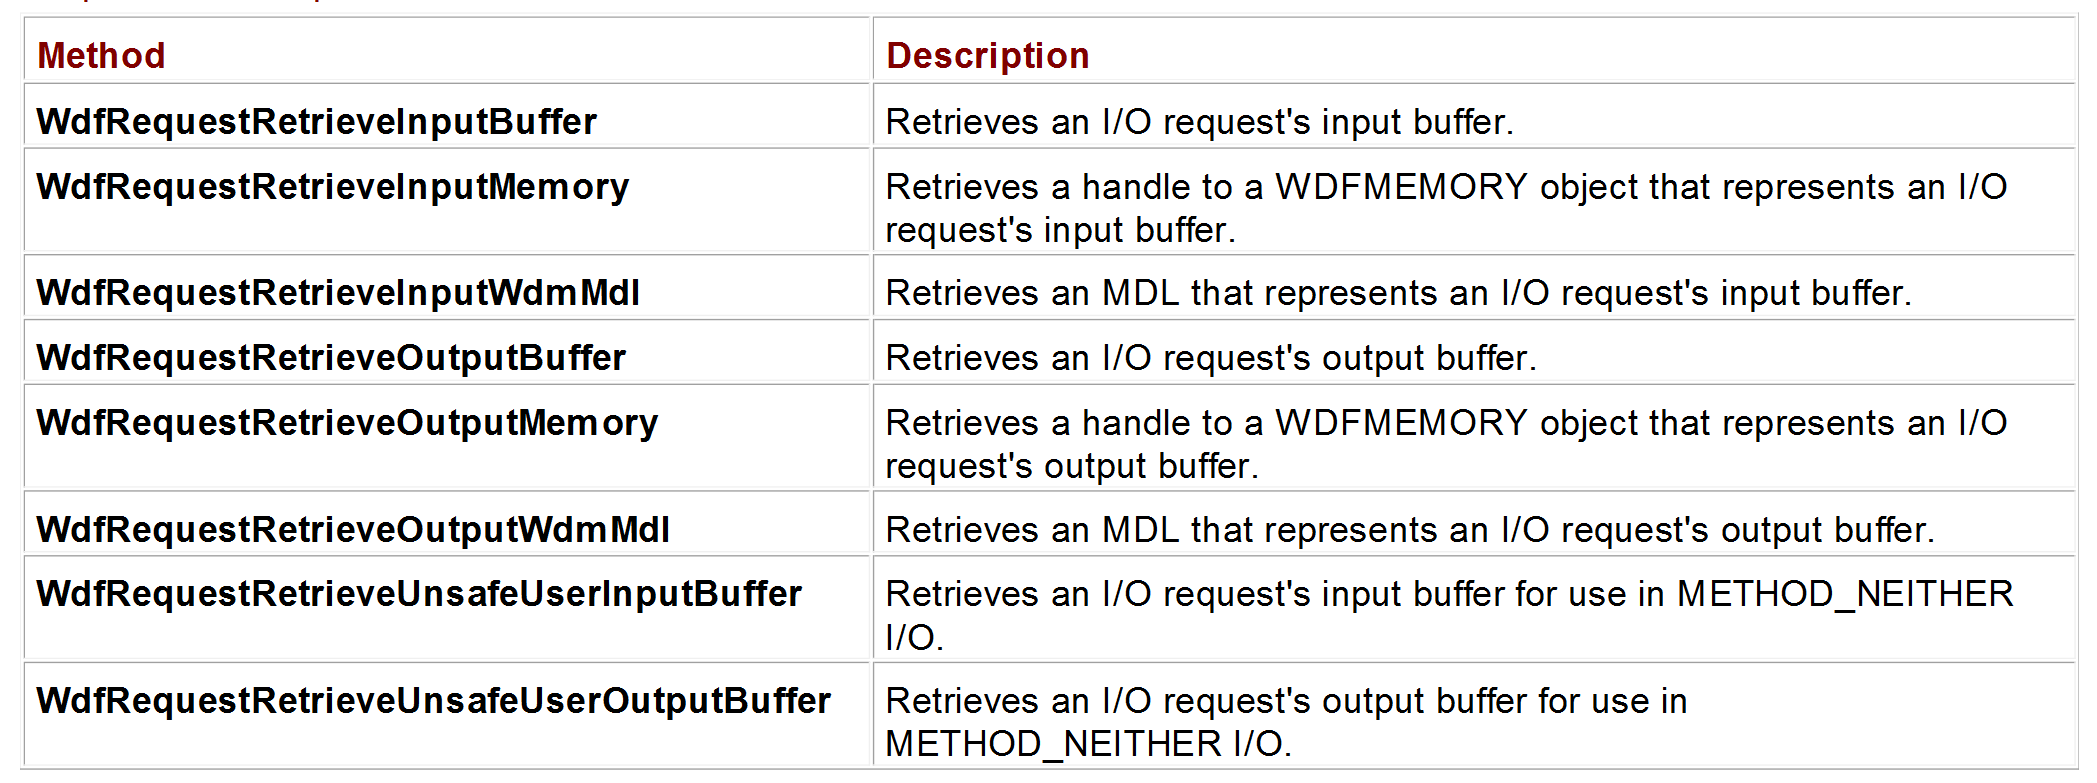 Method
Description
WdfRequestRetrieveInputBuffer
Retrieves an I/O request's input buffer.
WdfRequestRetrieveInputMemory
Retrieves a handle to a WDFMEMORY object that represents an I/O
request's input buffer.
WdfRequestRetrieveInputWdmMdl
Retrieves an MDL that represents an I/O request's input buffer.
WdfRequestRetrieveOutputBuffer
Retrieves an I/O request's output buffer.
WdfRequestRetrieveOutputMemory
Retrieves a handle to a WDFMEMORY object that represents an I/O
request's output buffer.
WdfRequestRetrieveOutputWdmMdl
Retrieves an MDL that represents an I/O request's output buffer.
WdfRequestRetrieveUnsafeUserInputBuffer
Retrieves an I/O request's input buffer for use in METHOD_NEITHER
I/O.
WdfRequestRetrieveUnsafeUserOutputBuffer
Retrieves an I/O request's output buffer for use in
METHOD_NEITHER I/O.